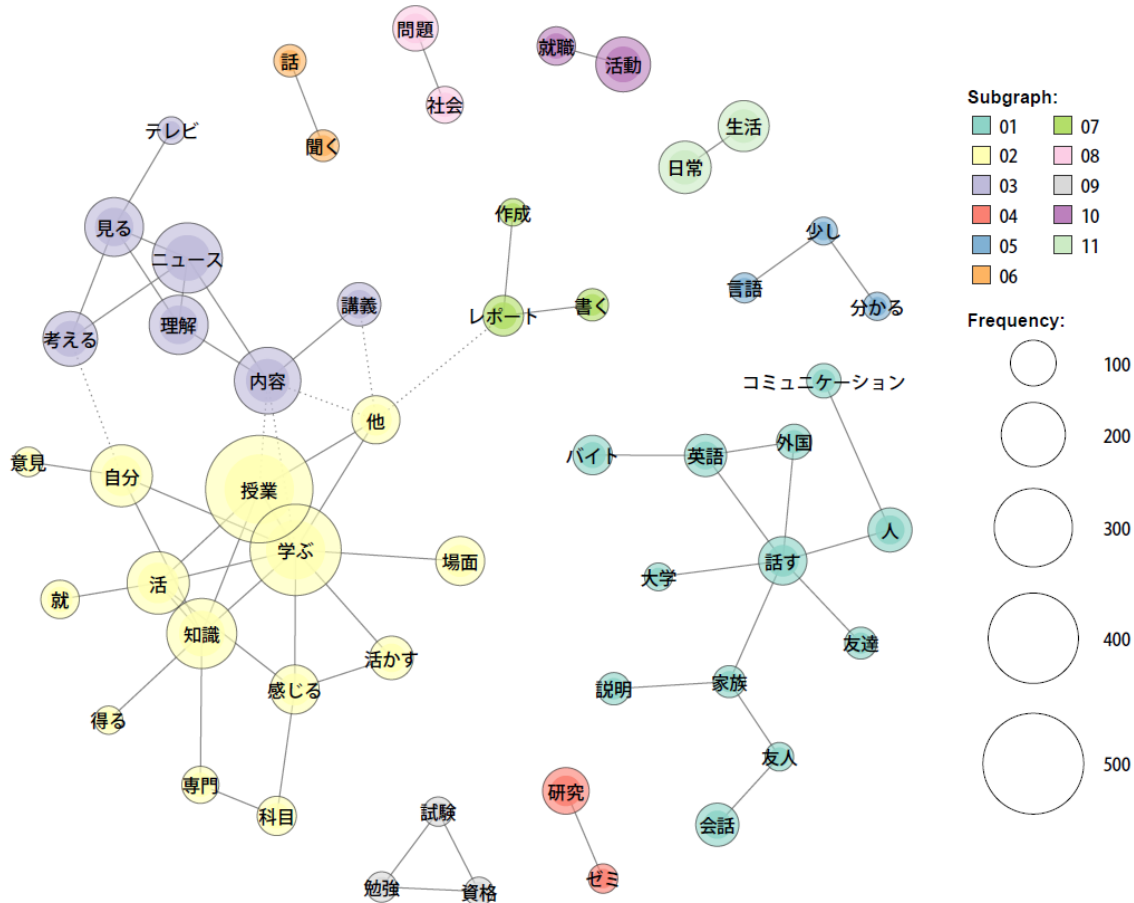 問題
就職
活動
話
社会
聞く
テレビ
生活
日常
見る
ニュース
作成
少し
言語
分かる
講義
レポート
書く
考える
理解
内容
コミュニケーション
他
外国
バイト
英語
意見
自分
授業
人
学ぶ
場面
話す
大学
活
就
知識
友達
活かす
感じる
説明
家族
得る
友人
専門
科目
研究
試験
会話
勉強
資格
ゼミ
Subgraph:
01 07
02 08
03 09
04 10
05 11
06
Frequency:
100
200
300
400
500